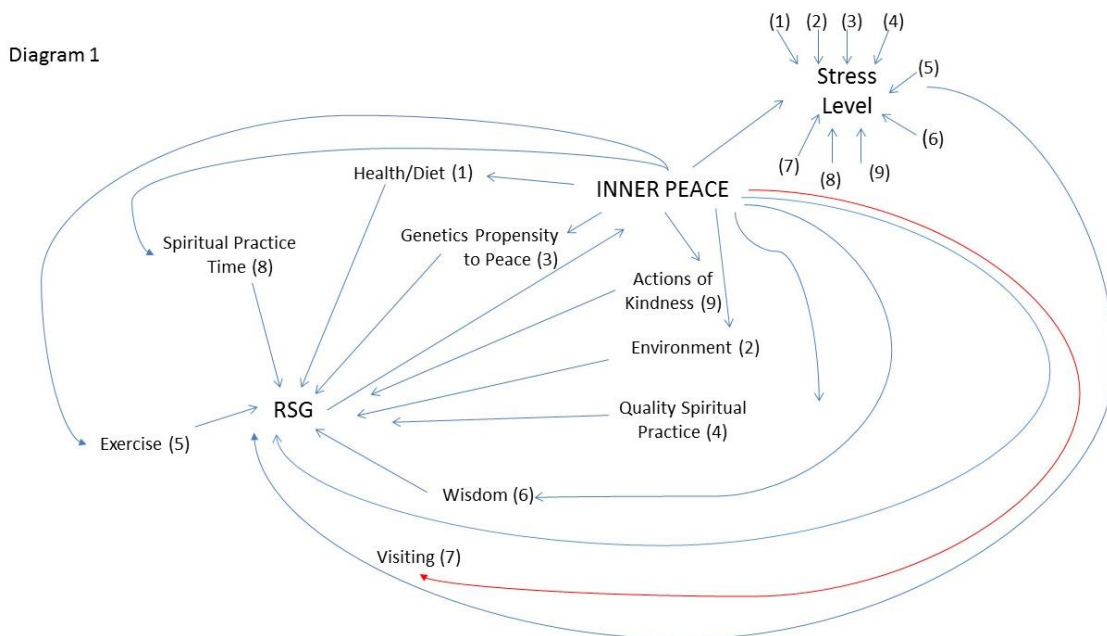 Diagram 1
(1)
(2)
(3)
(4)
Stress
Level
(5)
(6)
(7)
(8)
(9)
Health/Diet (1)
INNER PEACE
Spiritual Practice
Time (8)
Genetics Propensity
to Peace (3)
Actions of
Kindness (9)
Environment (2)
RSG
Quality Spiritual
Practice (4)
Exercise (5)
Wisdom (6)
Visiting (7)